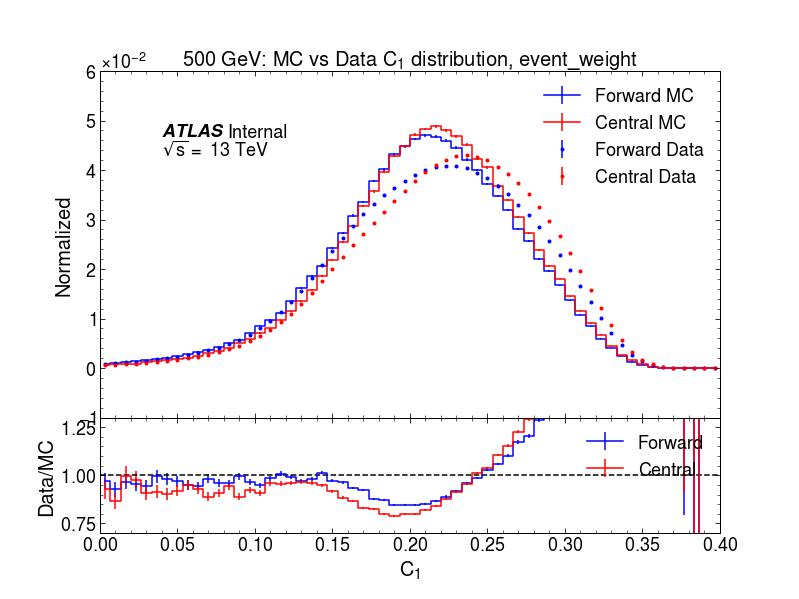 ×10⁻²
500 GeV: MC vs Data C₁ distribution, event_weight
6
5
4
3
2
1
0
−1
Normalized
ATLAS Internal
√s = 13 TeV
Forward MC
Central MC
Forward Data
Central Data
1.25
1.00
0.75
Data/MC
Forward
Central
0.00 0.05 0.10 0.15 0.20 0.25 0.30 0.35 0.40
C₁